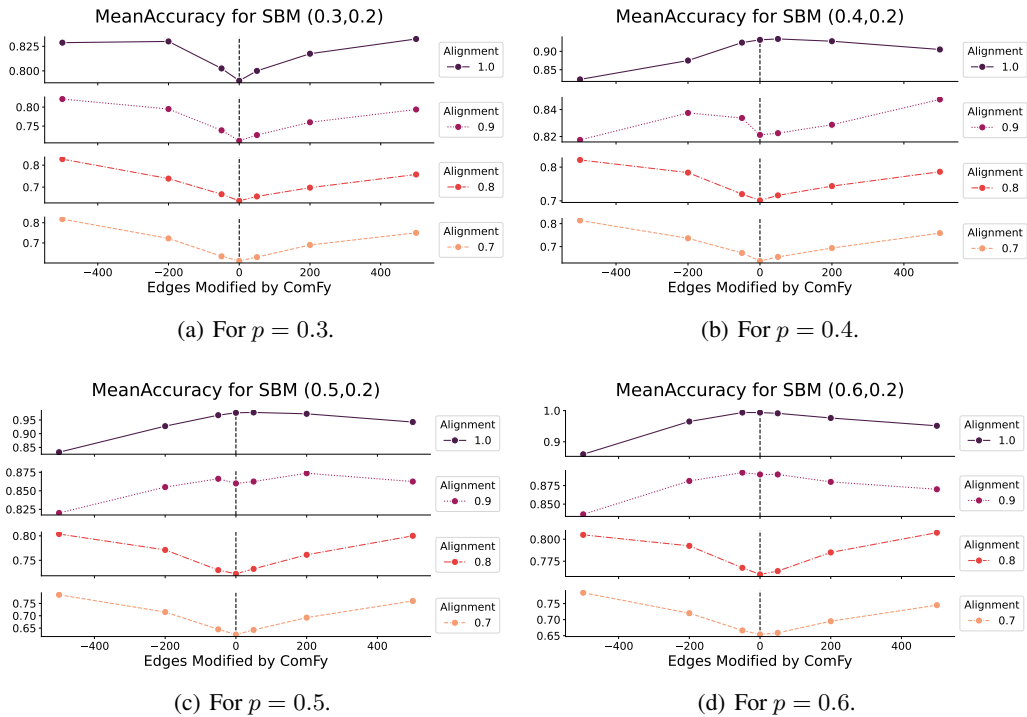 MeanAccuracy for SBM (0.3,0.2)
0.825
0.800
Alignment
1.0
0.80
0.75
Alignment
0.9
0.8
0.7
Alignment
0.8
0.8
0.7
Alignment
0.7
−400 −200 0 200 400
Edges Modified by ComFy
(a) For p = 0.3.
MeanAccuracy for SBM (0.4,0.2)
0.90
0.85
Alignment
1.0
0.84
0.82
Alignment
0.9
0.8
0.7
Alignment
0.8
0.8
0.7
Alignment
0.7
−400 −200 0 200 400
Edges Modified by ComFy
(b) For p = 0.4.
MeanAccuracy for SBM (0.5,0.2)
0.95
0.90
0.85
Alignment
1.0
0.875
0.850
0.825
Alignment
0.9
0.80
0.75
Alignment
0.8
0.75
0.70
0.65
Alignment
0.7
−400 −200 0 200 400
Edges Modified by ComFy
(c) For p = 0.5.
MeanAccuracy for SBM (0.6,0.2)
1.0
0.9
Alignment
1.0
0.875
0.850
Alignment
0.9
0.800
0.775
Alignment
0.8
0.75
0.70
0.65
Alignment
0.7
−400 −200 0 200 400
Edges Modified by ComFy
(d) For p = 0.6.